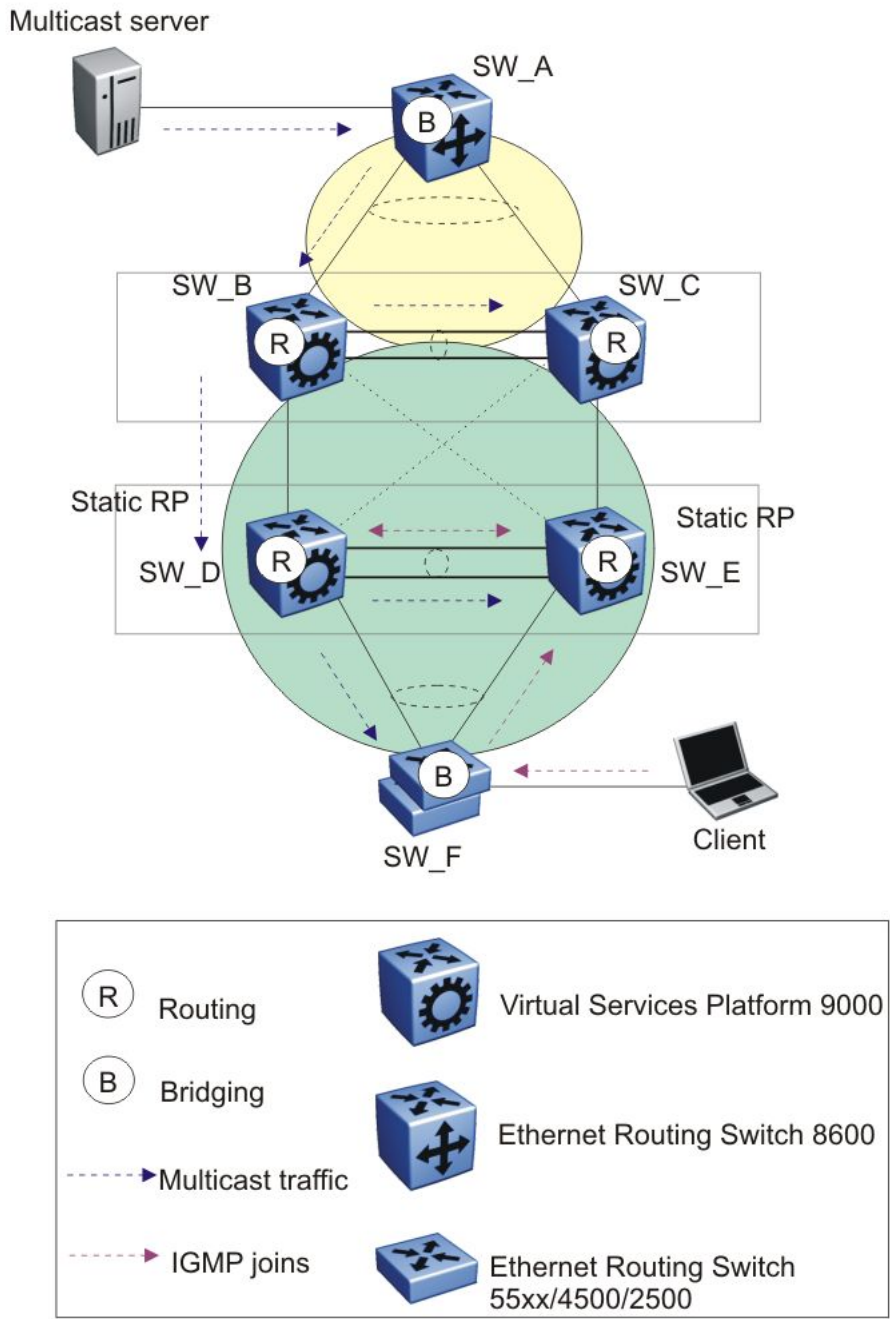 Multicast server
SW_A
B
SW_B
SW_C
R
R
Static RP
Static RP
SW_D
R
R
SW_E
B
SW_F
Client
R
Routing
Virtual Services Platform 9000
B
Bridging
Ethernet Routing Switch 8600
Multicast traffic
IGMP joins
Ethernet Routing Switch
55xx/4500/2500